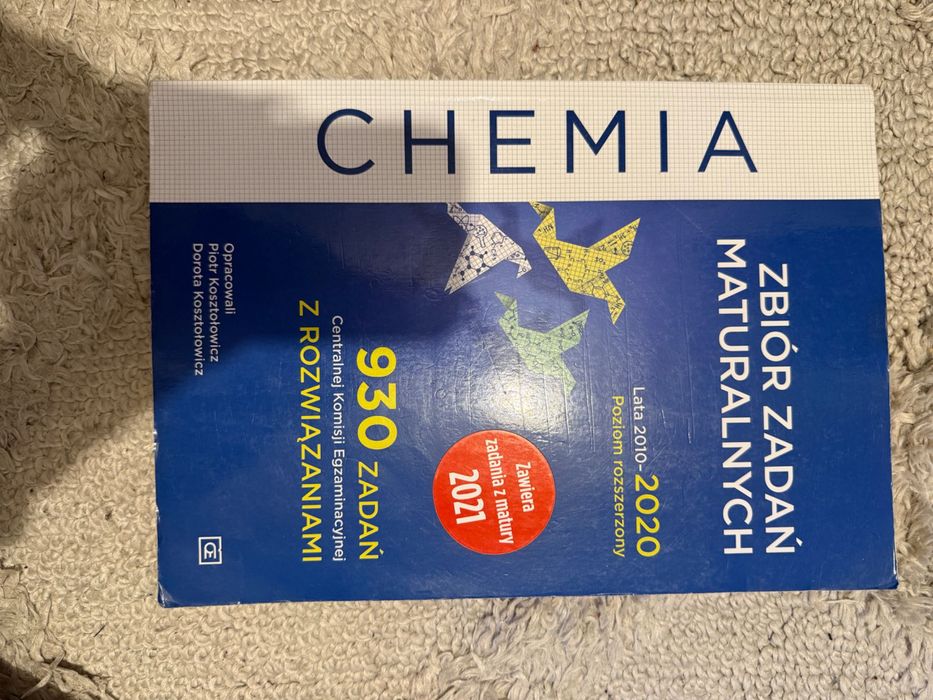 CHEMIA
ZBIÓR ZADAŃ
MATURALNYCH
Lata 2010-2020
Poziom rozszerzony
Zawiera
zadania z matury
2021
930 ZADAŃ
Centralnej Komisji Egzaminacyjnej
Z ROZWIĄZANIAMI
Opracowali
Piotr Kosztołowicz
Dorota Kosztołowicz